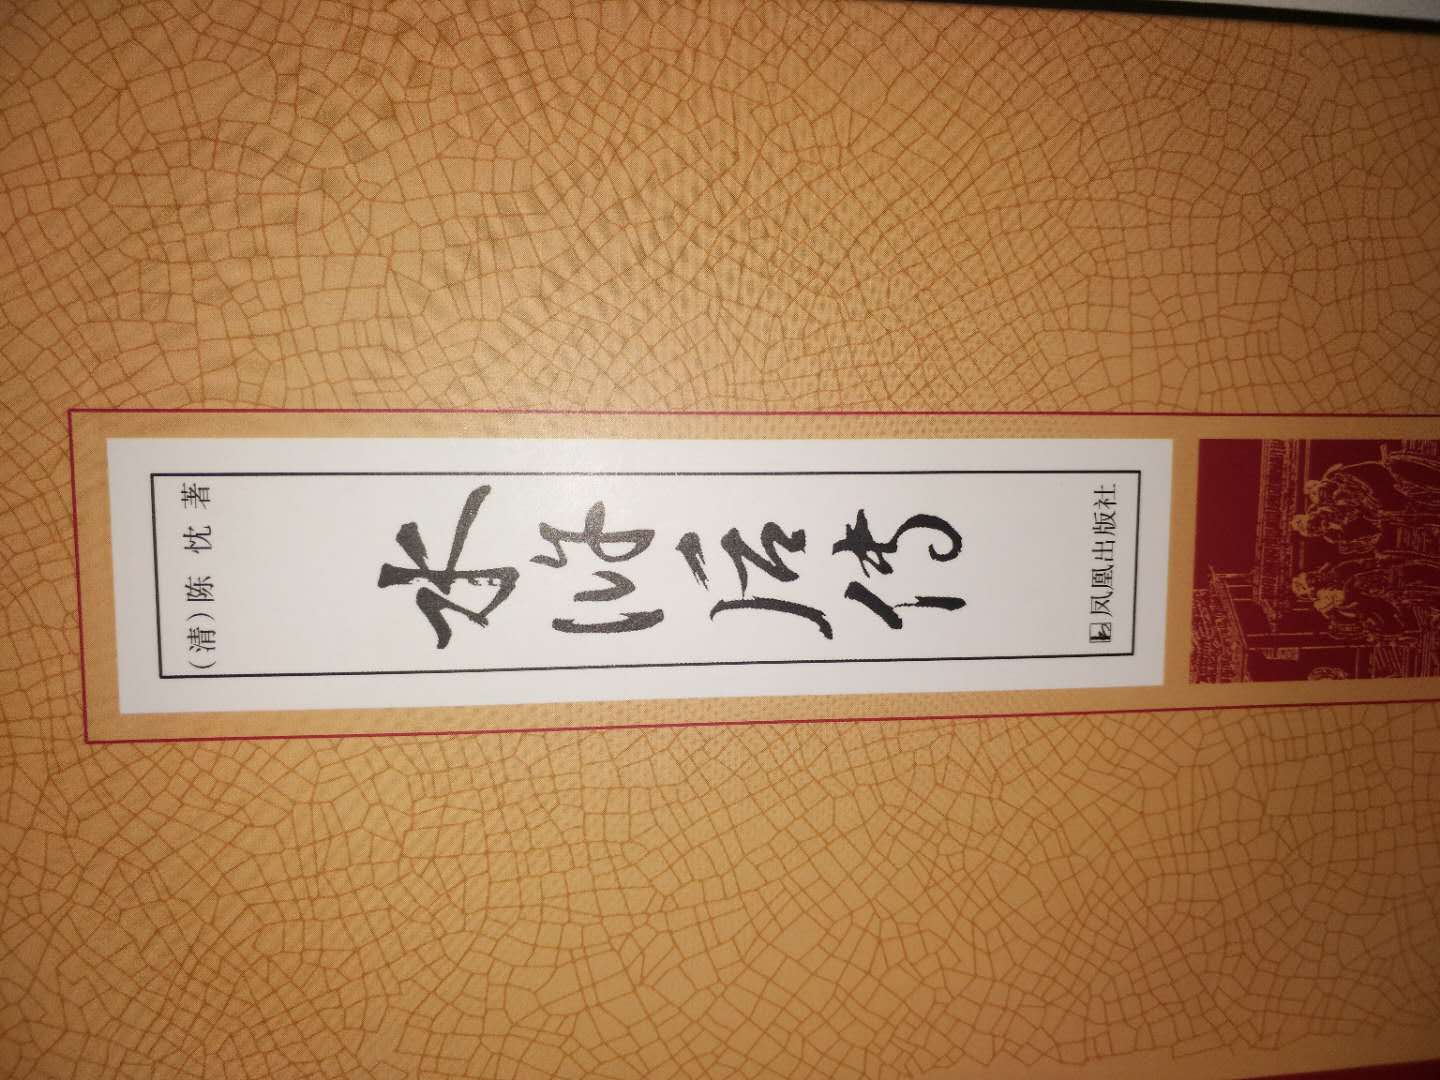 (清)陈 忱 著
水浒后传
凤凰出版社